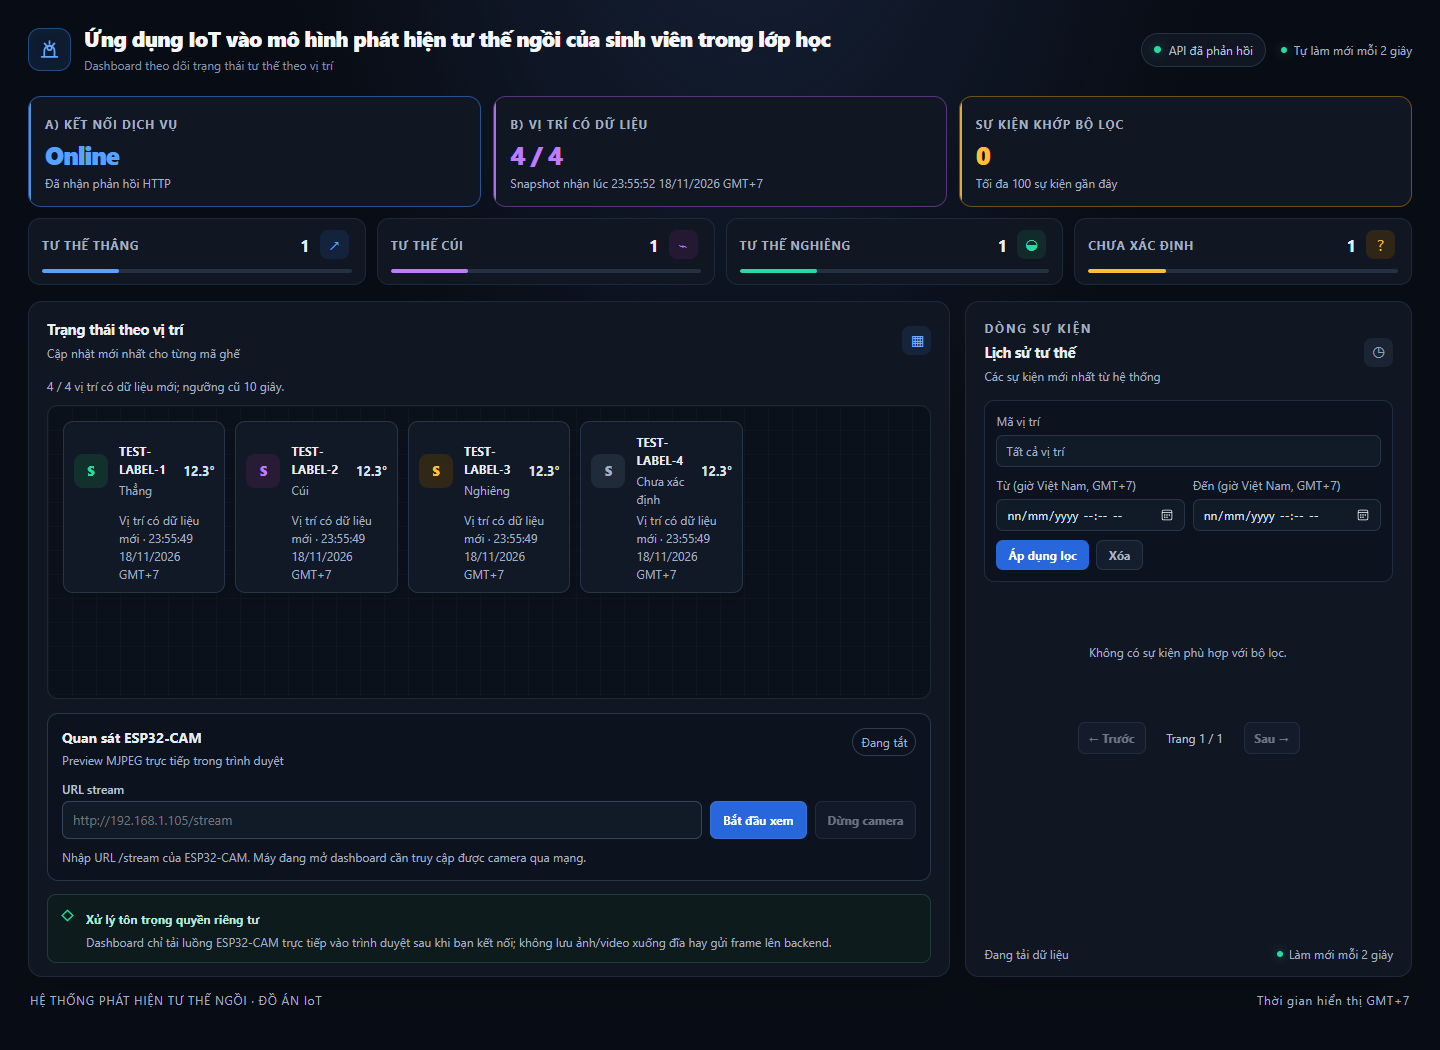 Ứng dụng IoT vào mô hình phát hiện tư thế ngồi của sinh viên trong lớp học
Dashboard theo dõi trạng thái tư thế theo vị trí
API đã phản hồi
Tự làm mới mỗi 2 giây
A) KẾT NỐI DỊCH VỤ
Online
Đã nhận phản hồi HTTP
B) VỊ TRÍ CÓ DỮ LIỆU
4 / 4
Snapshot nhận lúc 23:55:52 18/11/2026 GMT+7
SỰ KIỆN KHỚP BỘ LỌC
0
Tối đa 100 sự kiện gần đây
TƯ THẾ THẲNG
1
↗
TƯ THẾ CÚI
1
TƯ THẾ NGHIÊNG
1
CHƯA XÁC ĐỊNH
1
?
Trạng thái theo vị trí
Cập nhật mới nhất cho từng mã ghế
4 / 4 vị trí có dữ liệu mới; ngưỡng cũ 10 giây.
S
TEST-
LABEL-1
12.3°
Thẳng
Vị trí có dữ liệu
mới · 23:55:49
18/11/2026
GMT+7
S
TEST-
LABEL-2
12.3°
Cúi
Vị trí có dữ liệu
mới · 23:55:49
18/11/2026
GMT+7
S
TEST-
LABEL-3
12.3°
Nghiêng
Vị trí có dữ liệu
mới · 23:55:49
18/11/2026
GMT+7
S
TEST-
LABEL-4
12.3°
Chưa xác
định
Vị trí có dữ liệu
mới · 23:55:49
18/11/2026
GMT+7
Quan sát ESP32-CAM
Preview MJPEG trực tiếp trong trình duyệt
Đang tắt
URL stream
http://192.168.1.105/stream
Bắt đầu xem
Dừng camera
Nhập URL /stream của ESP32-CAM. Máy đang mở dashboard cần truy cập được camera qua mạng.
Xử lý tôn trọng quyền riêng tư
Dashboard chỉ tải luồng ESP32-CAM trực tiếp vào trình duyệt sau khi bạn kết nối; không lưu ảnh/video xuống đĩa hay gửi frame lên backend.
DÒNG SỰ KIỆN
Lịch sử tư thế
Các sự kiện mới nhất từ hệ thống
Mã vị trí
Tất cả vị trí
Từ (giờ Việt Nam, GMT+7)
Đến (giờ Việt Nam, GMT+7)
nn/mm/yyyy --:-- --
nn/mm/yyyy --:-- --
Áp dụng lọc
Xóa
Không có sự kiện phù hợp với bộ lọc.
← Trước
Trang 1 / 1
Sau →
Đang tải dữ liệu
Làm mới mỗi 2 giây
HỆ THỐNG PHÁT HIỆN TƯ THẾ NGỒI · ĐỒ ÁN IoT
Thời gian hiển thị GMT+7